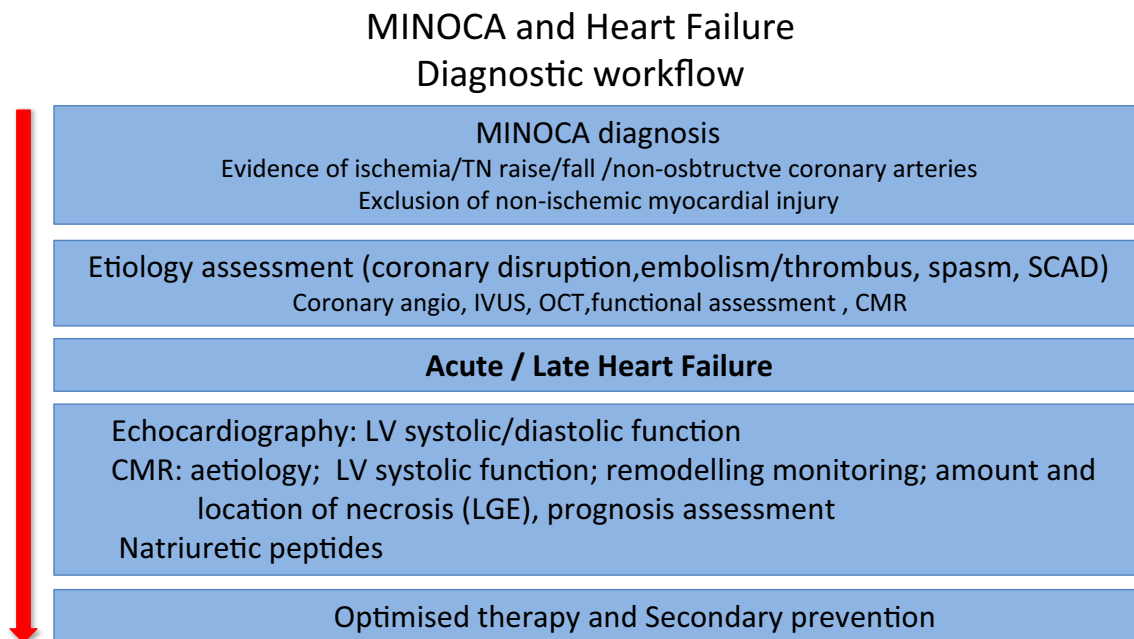 MINOCA and Heart Failure
Diagnostic workflow
MINOCA diagnosis
Evidence of ischemia/TN raise/fall /non-osbtructve coronary arteries
Exclusion of non-ischemic myocardial injury
Etiology assessment (coronary disruption,embolism/thrombus, spasm, SCAD)
Coronary angio, IVUS, OCT,functional assessment , CMR
Acute / Late Heart Failure
Echocardiography: LV systolic/diastolic function
CMR: aetiology;  LV systolic function; remodelling monitoring; amount and
location of necrosis (LGE), prognosis assessment
Natriuretic peptides
Optimised therapy and Secondary prevention